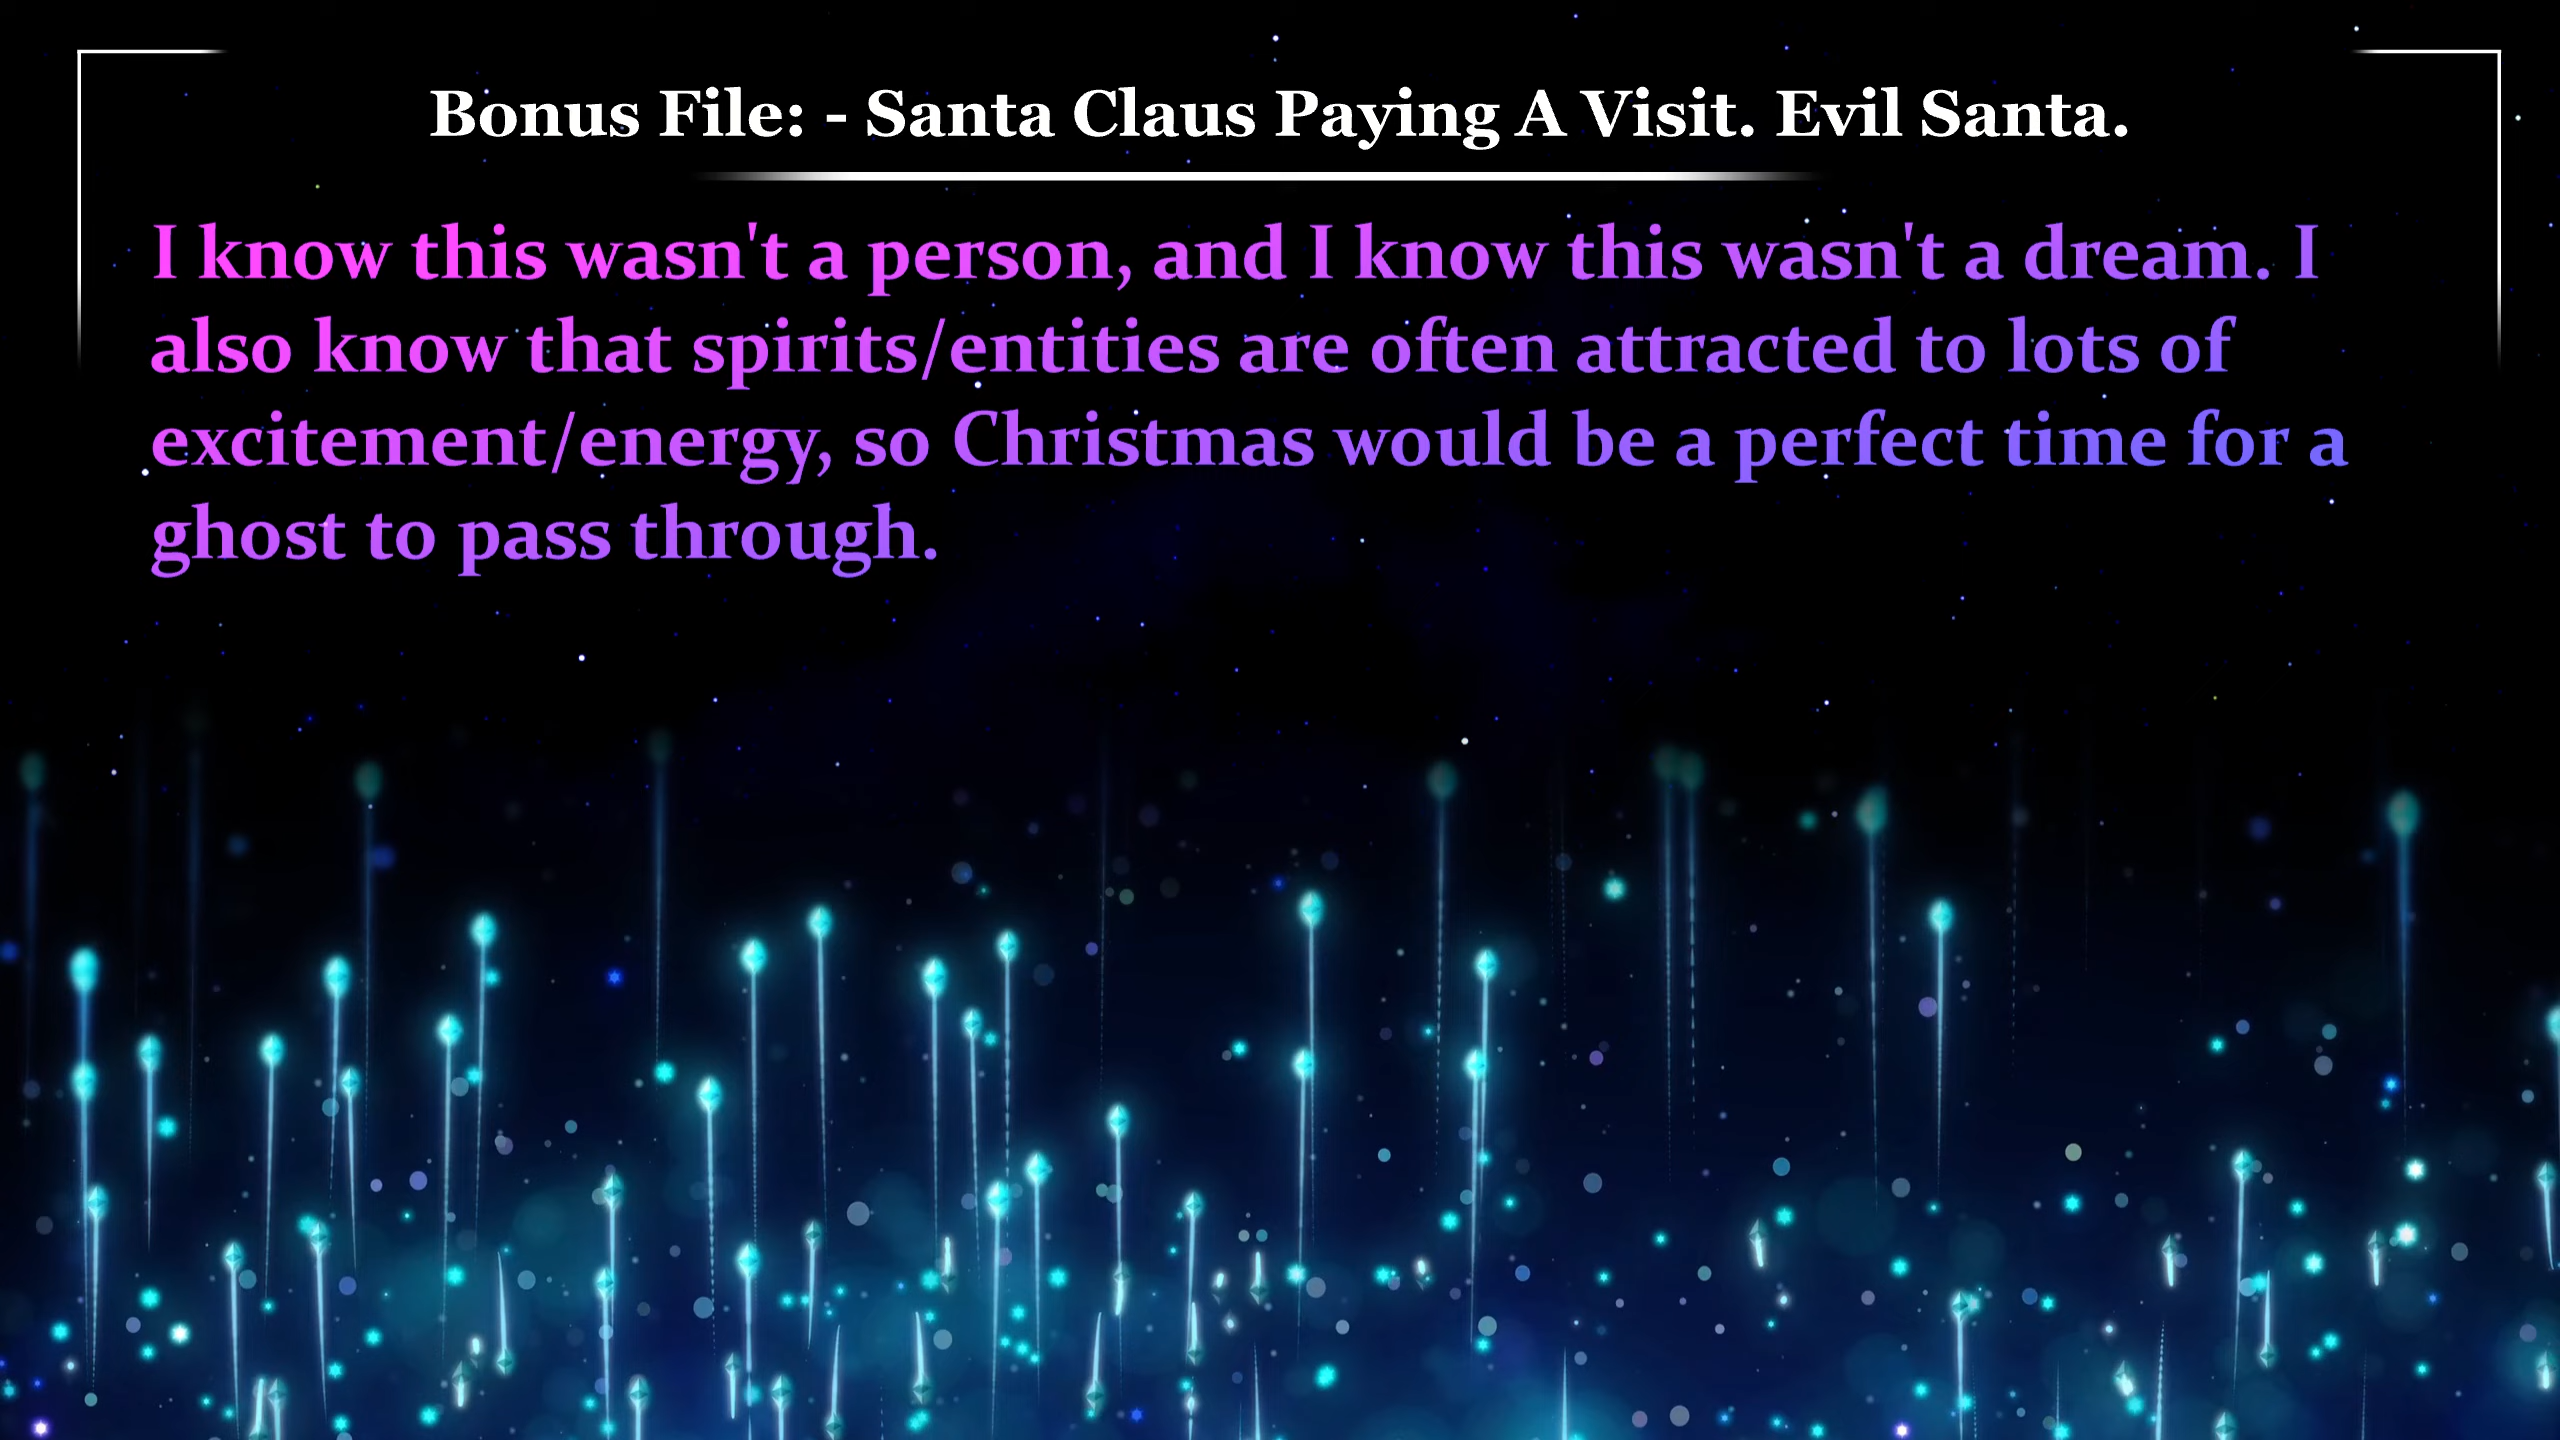 Bonus File: - Santa Claus Paying A Visit. Evil Santa.
I know this wasn't a person, and I know this wasn't a dream. I
also know that spirits/entities are often attracted to lots of
excitement/energy, so Christmas would be a perfect time for a
ghost to pass through.